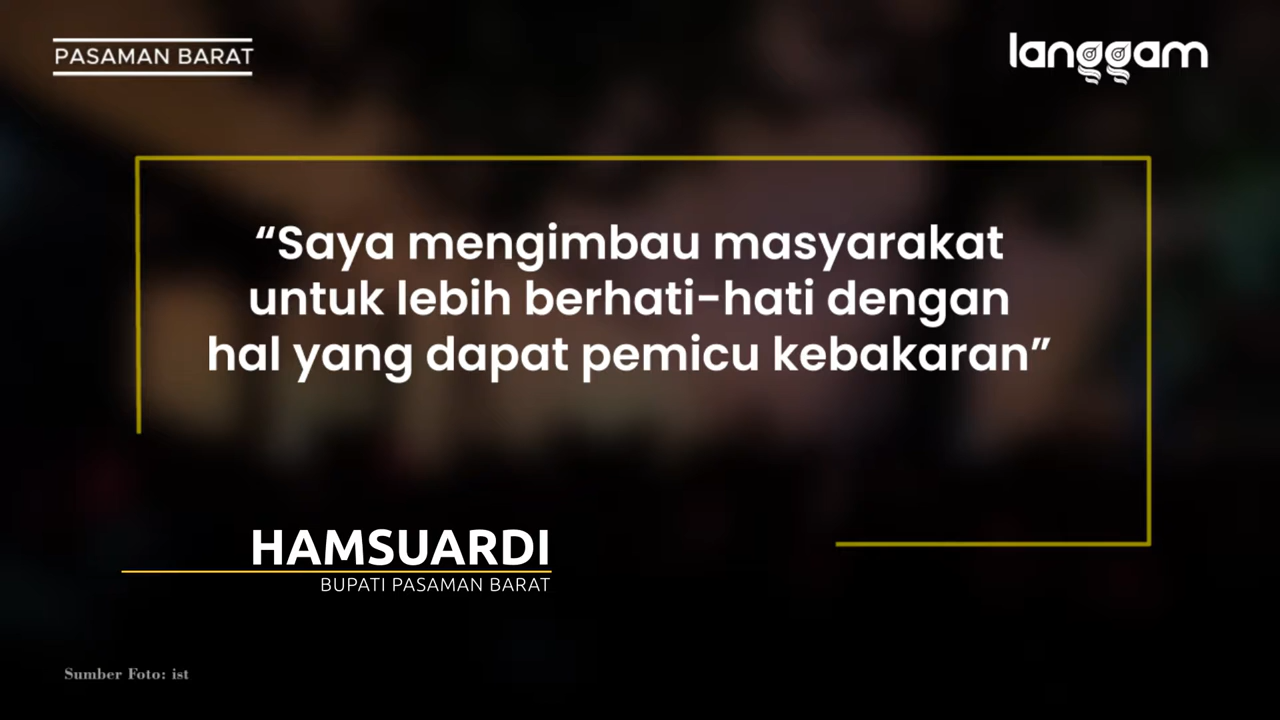 PASAMAN BARAT
langgam
“Saya mengimbau masyarakat
untuk lebih berhati-hati dengan
hal yang dapat pemicu kebakaran”
HAMSUARDI
BUPATI PASAMAN BARAT
Sumber Foto: ist